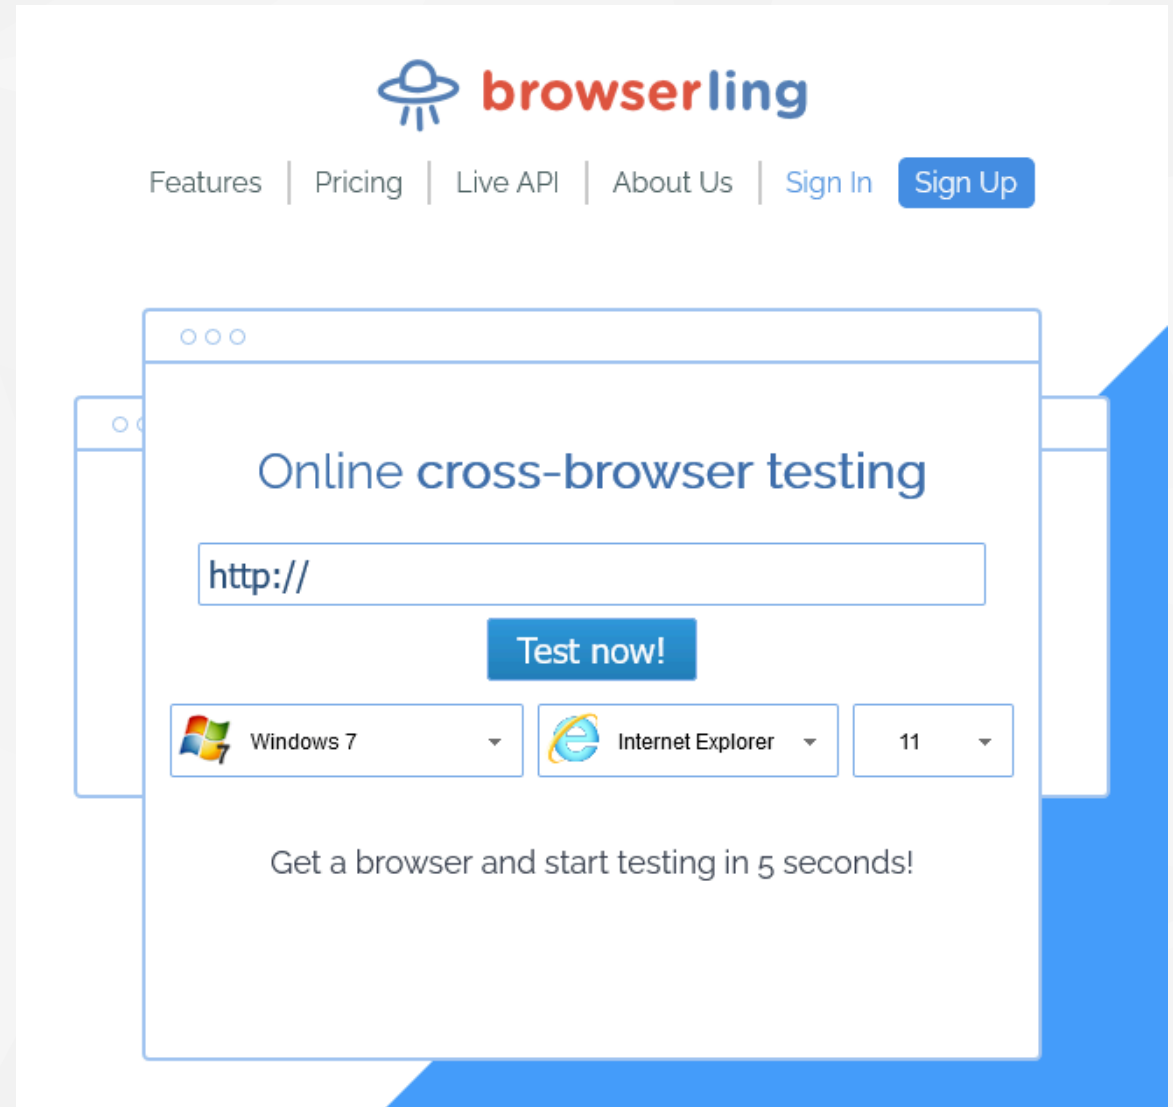 browserling
Features Pricing Live API About Us Sign In Sign Up
Online cross-browser testing
http://
Test now!
7 Windows 7 Internet Explorer 11
Get a browser and start testing in 5 seconds!